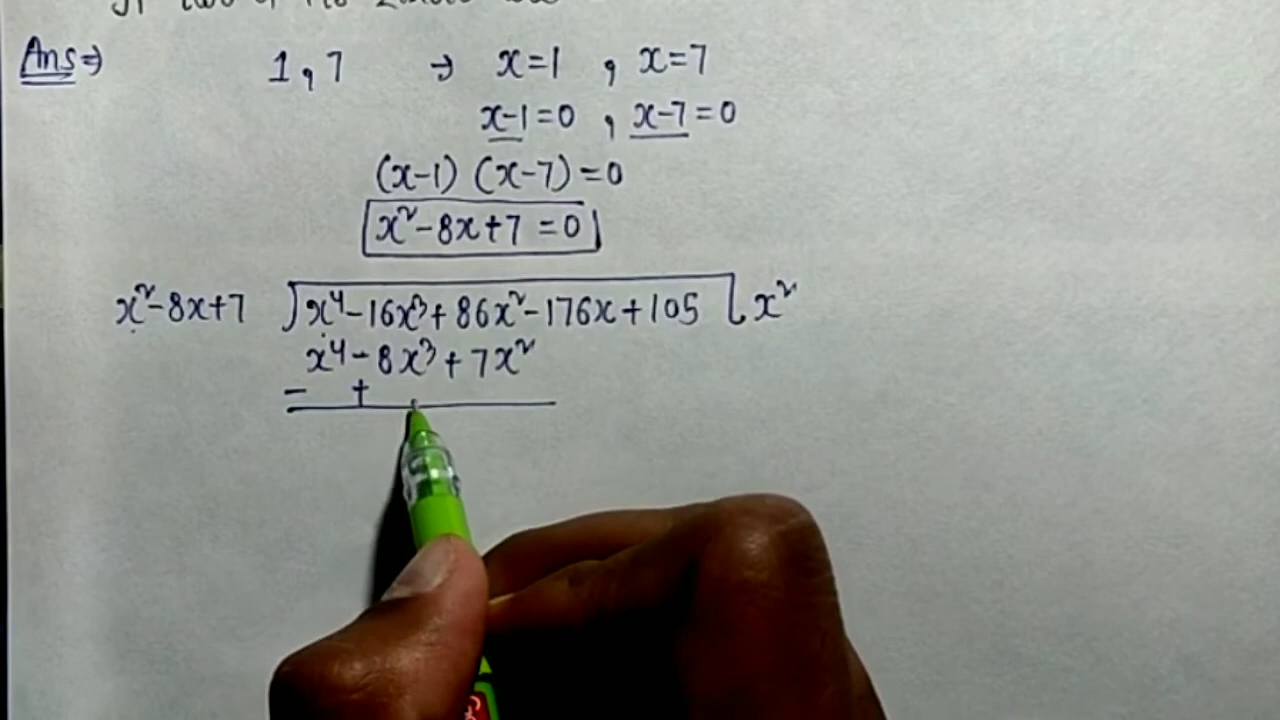 Ans ⇒ 1, 7 → x=1 , x=7
x-1=0 , x-7=0
(x-1) (x-7)=0
x²-8x+7 =0
x²-8x+7 ) x⁴-16x³+86x²-176x+105 ( x²
x⁴-8x³+7x²
- +